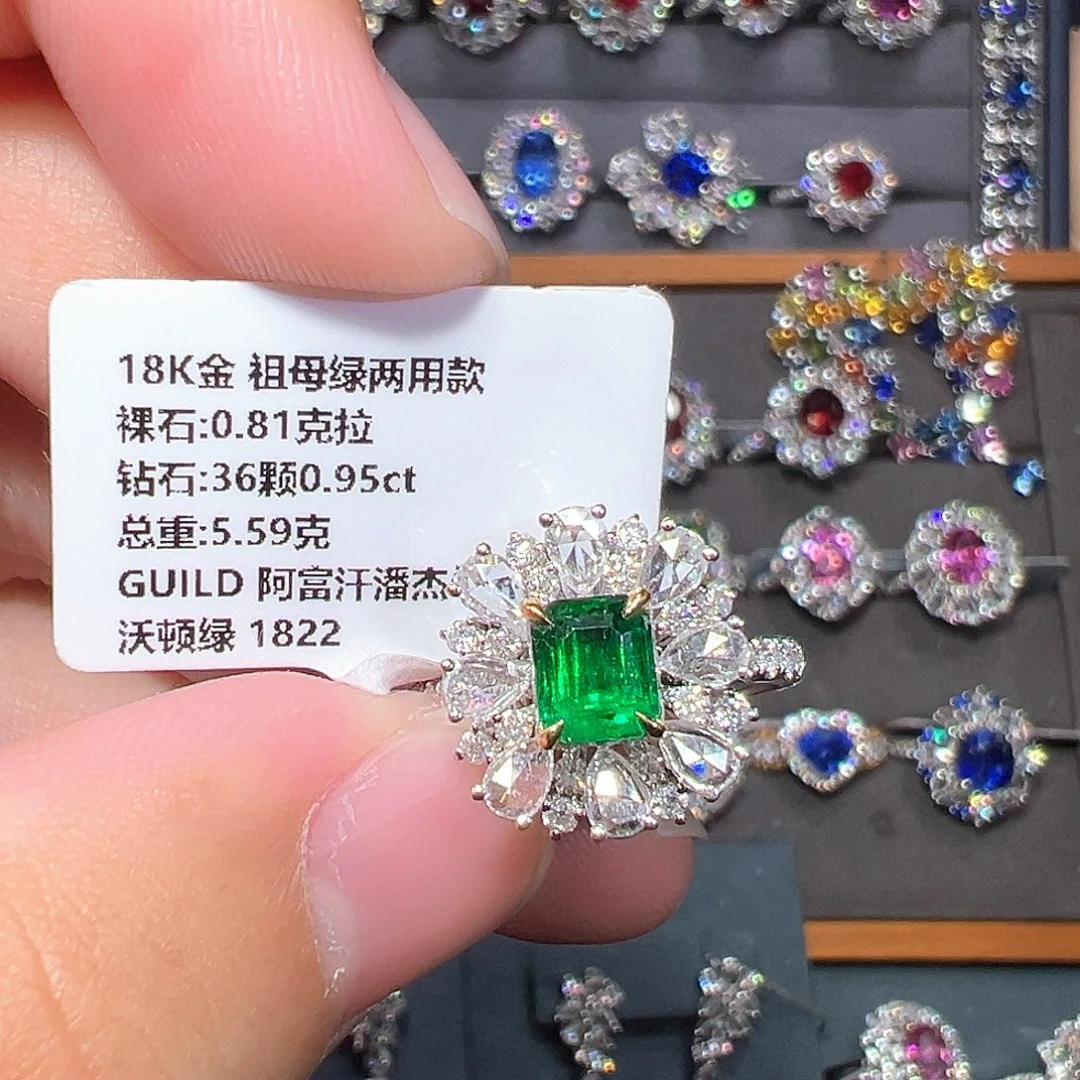 18K金 祖母绿两用款
裸石:0.81克拉
钻石:36颗0.95ct
总重:5.59克
GUILD 阿富汗潘杰
沃顿绿 1822